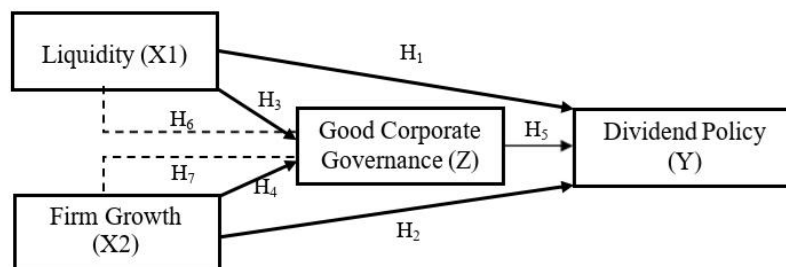 Liquidity (X1)
H1
H3
H6
Good Corporate
Governance (Z)
H5
Dividend Policy
(Y)
H7
H4
Firm Growth
(X2)
H2